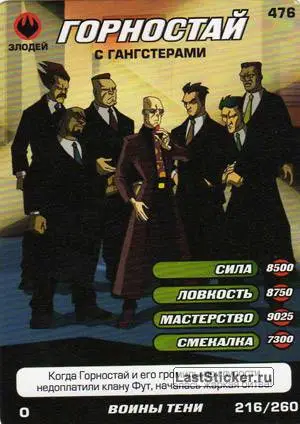 ГОРНОСТАЙ
476
ЗЛОДЕЙ
С ГАНГСТЕРАМИ
СИЛА 8500
ЛОВКОСТЬ 8750
МАСТЕРСТВО 9025
СМЕКАЛКА 7300
LastSticker.ru
Когда Горностай и его
недоплатили клану Фут, началась жаркая битва!
0
ВОИНЫ ТЕНИ
216/260